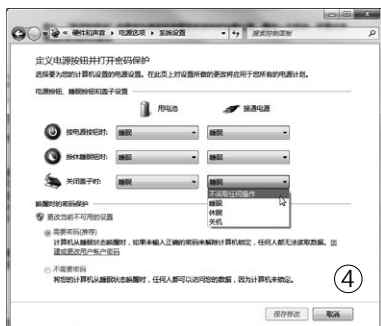 « 硬件和声音 ▸ 电源选项 ▸ 系统设置
搜索控制面板
定义电源按钮并打开密码保护
选择要为您的计算机设置的电源设置。在此页上对设置所做的更改将应用于您所有的电源计划。
电源按钮、睡眠按钮和盖子设置
用电池 接通电源
按电源按钮时: 睡眠 睡眠
按休眠按钮时: 睡眠 睡眠
关闭盖子时: 睡眠 睡眠
不采取任何操作
睡眠
休眠
关机
唤醒时的密码保护
更改当前不可用的设置
需要密码(推荐)
计算机从睡眠状态唤醒时，如果未输入正确的密码来解除计算机锁定，任何人都无法读取数据。创
建或更改用户帐户密码
不需要密码
将您的计算机从睡眠状态唤醒时，任何人都可以访问您的数据，因为计算机未锁定。
④
保存修改 取消